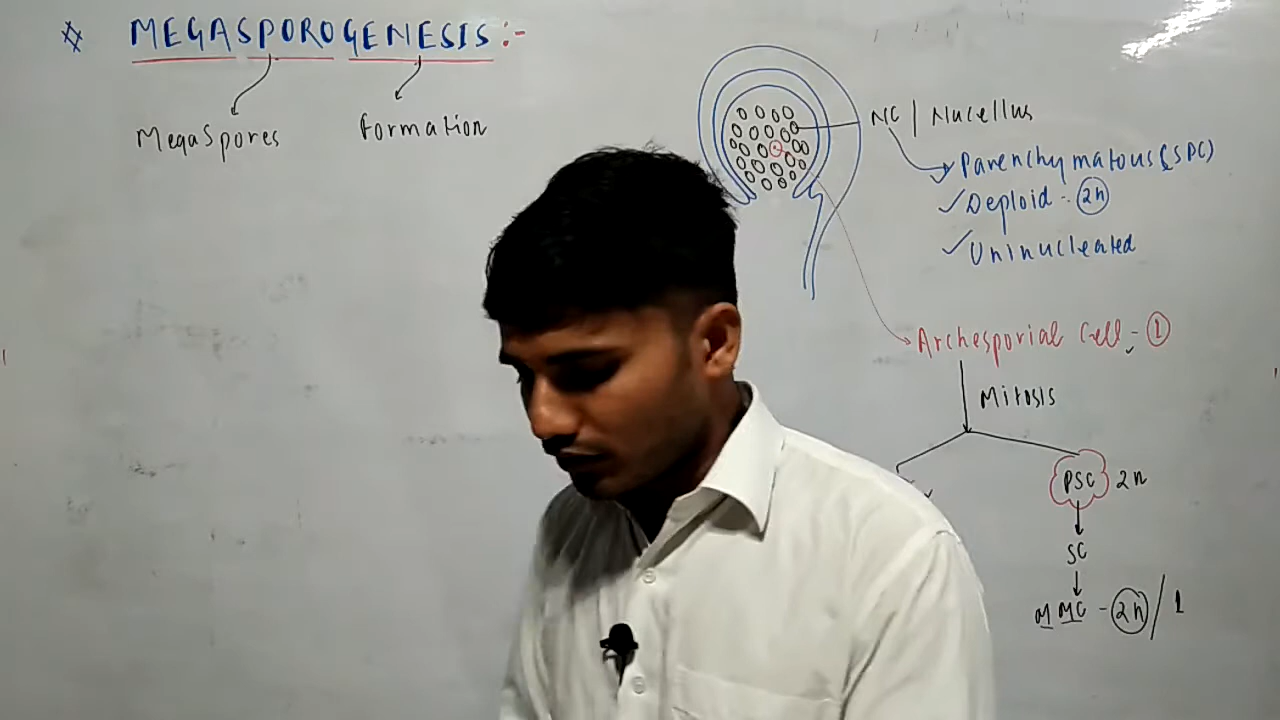 MEGASPOROGENESIS :-
Megaspores
Formation
NC | Nucellus
Parenchymatous (SPC)
✓ Deploid - 2n
✓ Uninucleated
Archesporial Cell - 1
Mitosis
PSC 2n
SC
MMC - 2n / 1